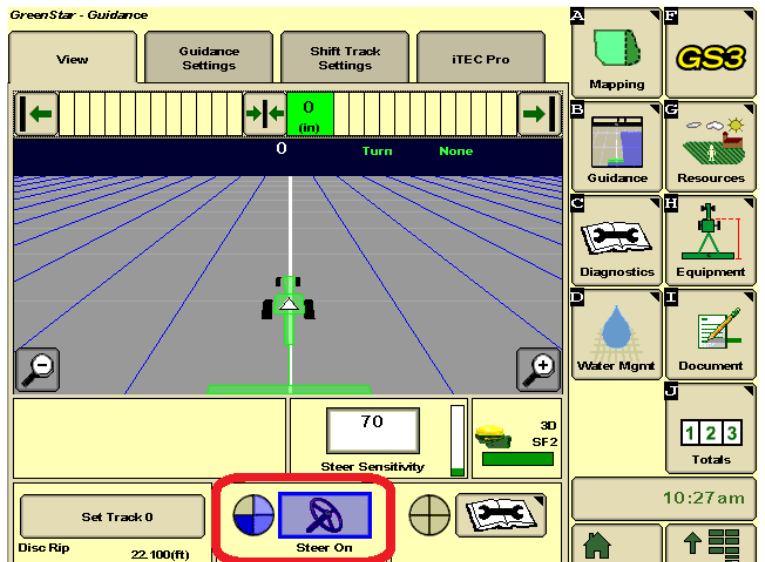 GreenStar - Guidance
View
Guidance
Settings
Shift Track
Settings
iTEC Pro
0
(in)
0
Turn
None
70
Steer Sensitivity
3D
SF2
Set Track 0
Disc Rip
22.100(ft)
Steer On
A
Mapping
F
GS3
B
Guidance
G
Resources
C
Diagnostics
H
Equipment
D
Water Mgmt
I
Document
J
1 2 3
Totals
10:27am